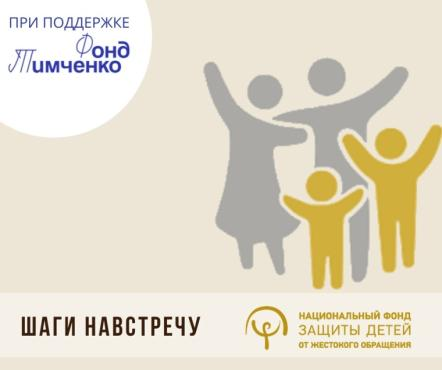 ПРИ ПОДДЕРЖКЕ
Фонд
Тимченко
ШАГИ НАВСТРЕЧУ
НАЦИОНАЛЬНЫЙ ФОНД
ЗАЩИТЫ ДЕТЕЙ
ОТ ЖЕСТОКОГО ОБРАЩЕНИЯ